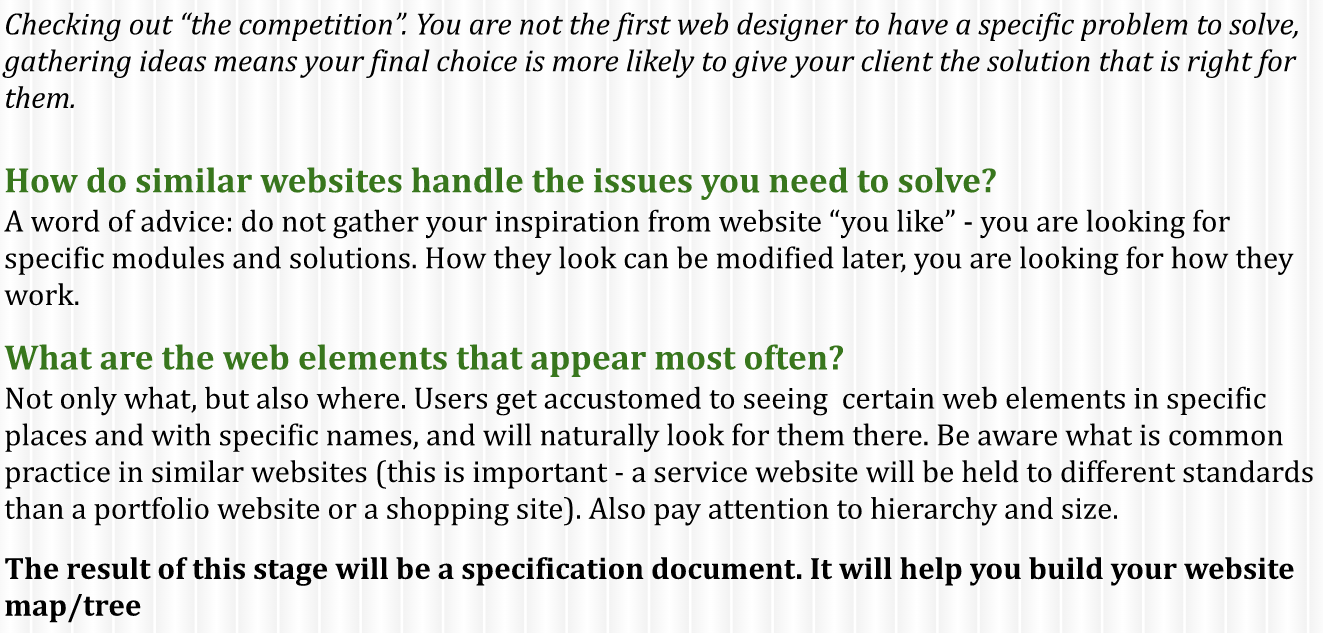 Checking out “the competition”. You are not the first web designer to have a specific problem to solve,
gathering ideas means your final choice is more likely to give your client the solution that is right for
them.
How do similar websites handle the issues you need to solve?
A word of advice: do not gather your inspiration from website “you like” - you are looking for
specific modules and solutions. How they look can be modified later, you are looking for how they
work.
What are the web elements that appear most often?
Not only what, but also where. Users get accustomed to seeing  certain web elements in specific
places and with specific names, and will naturally look for them there. Be aware what is common
practice in similar websites (this is important - a service website will be held to different standards
than a portfolio website or a shopping site). Also pay attention to hierarchy and size.
The result of this stage will be a specification document. It will help you build your website
map/tree